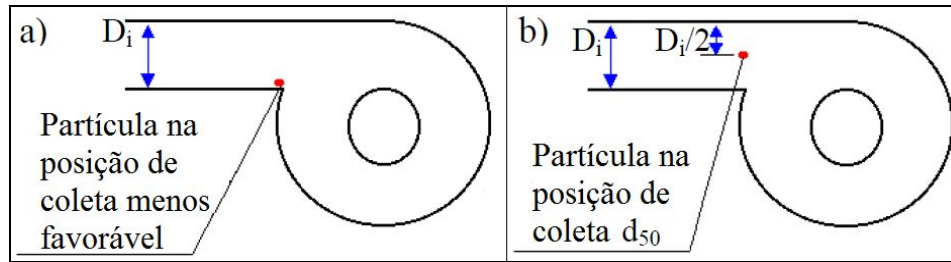 a)
Dᵢ
Partícula na
posição de
coleta menos
favorável
b)
Dᵢ
Dᵢ/2
Partícula na
posição de
coleta d₅₀